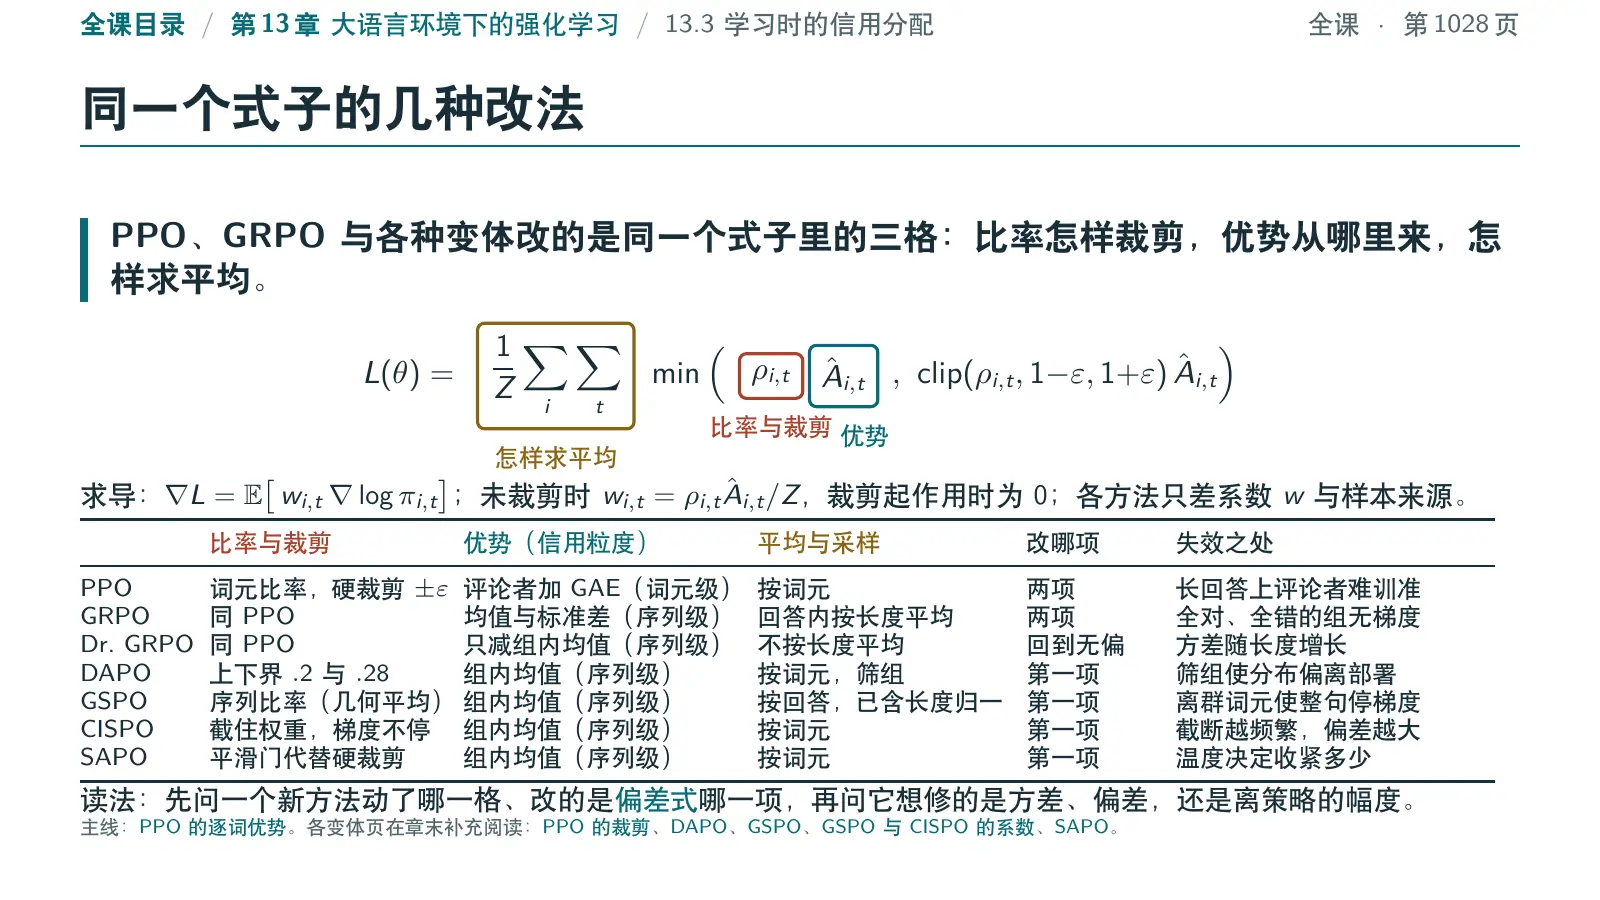 全课目录 / 第 13 章 大语言环境下的强化学习 / 13.3 学习时的信用分配
全课 · 第 1028 页
同一个式子的几种改法
PPO、GRPO 与各种变体改的是同一个式子里的三格：比率怎样裁剪，优势从哪里来，怎
样求平均。
L(θ) = 1/Z ∑_i ∑_t min ( ρ_{i,t} Â_{i,t} , clip(ρ_{i,t}, 1−ε, 1+ε) Â_{i,t} )
比率与裁剪 优势
怎样求平均
求导：∇L = 𝔼[ w_{i,t} ∇ log π_{i,t} ]；未裁剪时 w_{i,t} = ρ_{i,t}Â_{i,t}/Z，裁剪起作用时为 0；各方法只差系数 w 与样本来源。
比率与裁剪 优势（信用粒度） 平均与采样 改哪项 失效之处
PPO 词元比率，硬裁剪 ±ε 评论者加 GAE（词元级） 按词元 两项 长回答上评论者难训准
GRPO 同 PPO 均值与标准差（序列级） 回答内按长度平均 两项 全对、全错的组无梯度
Dr. GRPO 同 PPO 只减组内均值（序列级） 不按长度平均 回到无偏 方差随长度增长
DAPO 上下界 .2 与 .28 组内均值（序列级） 按词元，筛组 第一项 筛组使分布偏离部署
GSPO 序列比率（几何平均） 组内均值（序列级） 按回答，已含长度归一 第一项 离群词元使整句停梯度
CISPO 截住权重，梯度不停 组内均值（序列级） 按词元 第一项 截断越频繁，偏差越大
SAPO 平滑门代替硬裁剪 组内均值（序列级） 按词元 第一项 温度决定收紧多少
读法：先问一个新方法动了哪一格、改的是偏差式哪一项，再问它想修的是方差、偏差，还是离策略的幅度。
主线：PPO 的逐词优势。各变体页在章末补充阅读：PPO 的裁剪、DAPO、GSPO、GSPO 与 CISPO 的系数、SAPO。